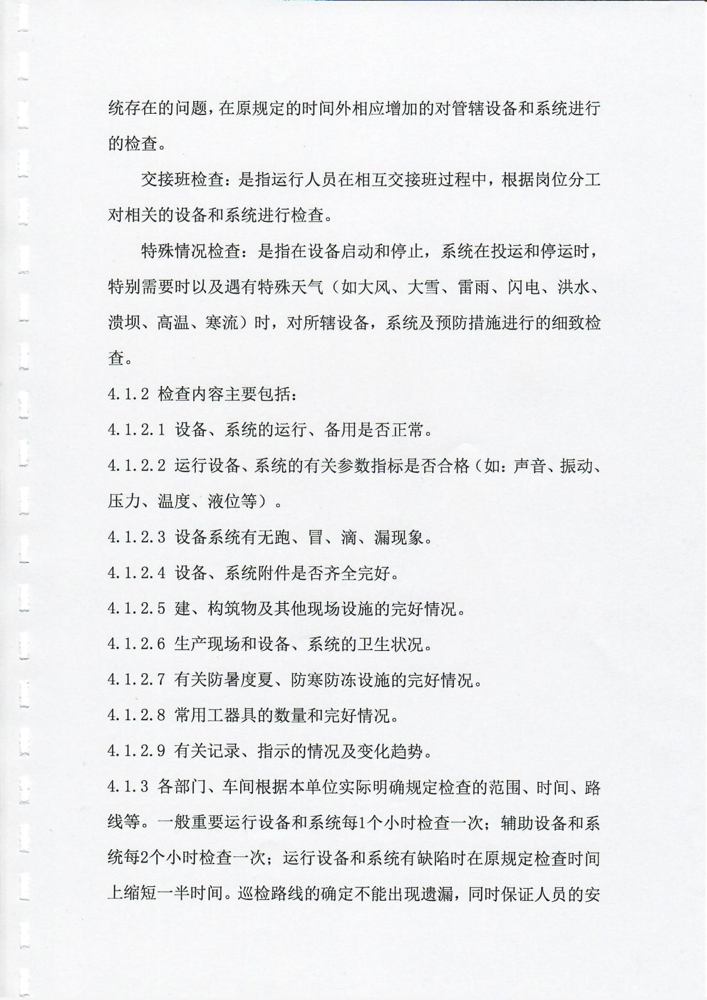 统存在的问题，在原规定的时间外相应增加的对管辖设备和系统进行
的检查。
交接班检查：是指运行人员在相互交接班过程中，根据岗位分工
对相关的设备和系统进行检查。
特殊情况检查：是指在设备启动和停止，系统在投运和停运时，
特别需要时以及遇有特殊天气（如大风、大雪、雷雨、闪电、洪水、
溃坝、高温、寒流）时，对所辖设备，系统及预防措施进行的细致检
查。
4.1.2 检查内容主要包括：
4.1.2.1 设备、系统的运行、备用是否正常。
4.1.2.2 运行设备、系统的有关参数指标是否合格（如：声音、振动、
压力、温度、液位等）。
4.1.2.3 设备系统有无跑、冒、滴、漏现象。
4.1.2.4 设备、系统附件是否齐全完好。
4.1.2.5 建、构筑物及其他现场设施的完好情况。
4.1.2.6 生产现场和设备、系统的卫生状况。
4.1.2.7 有关防暑度夏、防寒防冻设施的完好情况。
4.1.2.8 常用工器具的数量和完好情况。
4.1.2.9 有关记录、指示的情况及变化趋势。
4.1.3 各部门、车间根据本单位实际明确规定检查的范围、时间、路
线等。一般重要运行设备和系统每1个小时检查一次；辅助设备和系
统每2个小时检查一次；运行设备和系统有缺陷时在原规定检查时间
上缩短一半时间。巡检路线的确定不能出现遗漏，同时保证人员的安